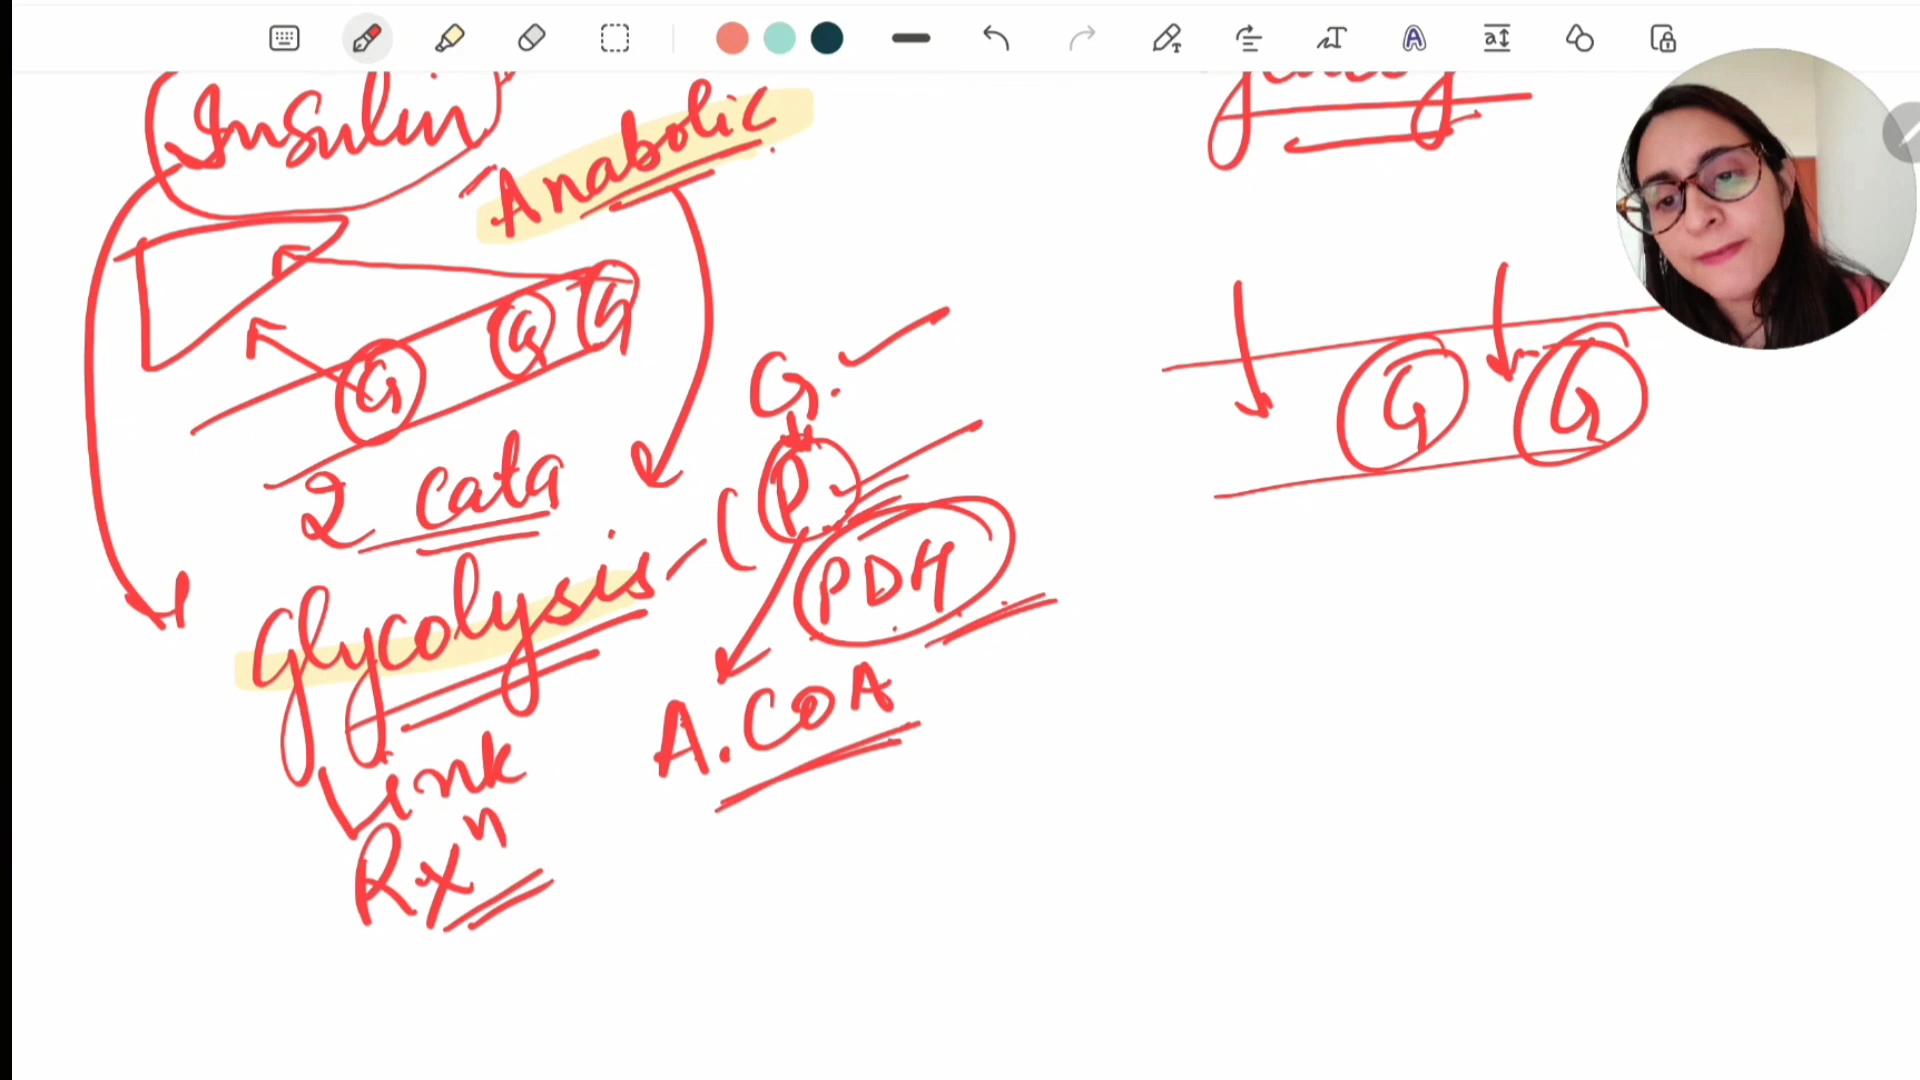 (Insulin)
Anabolic
G G G
G.
2 cata
P
Glycolysis
PDH
A. COA
Link
Rxⁿ
G G